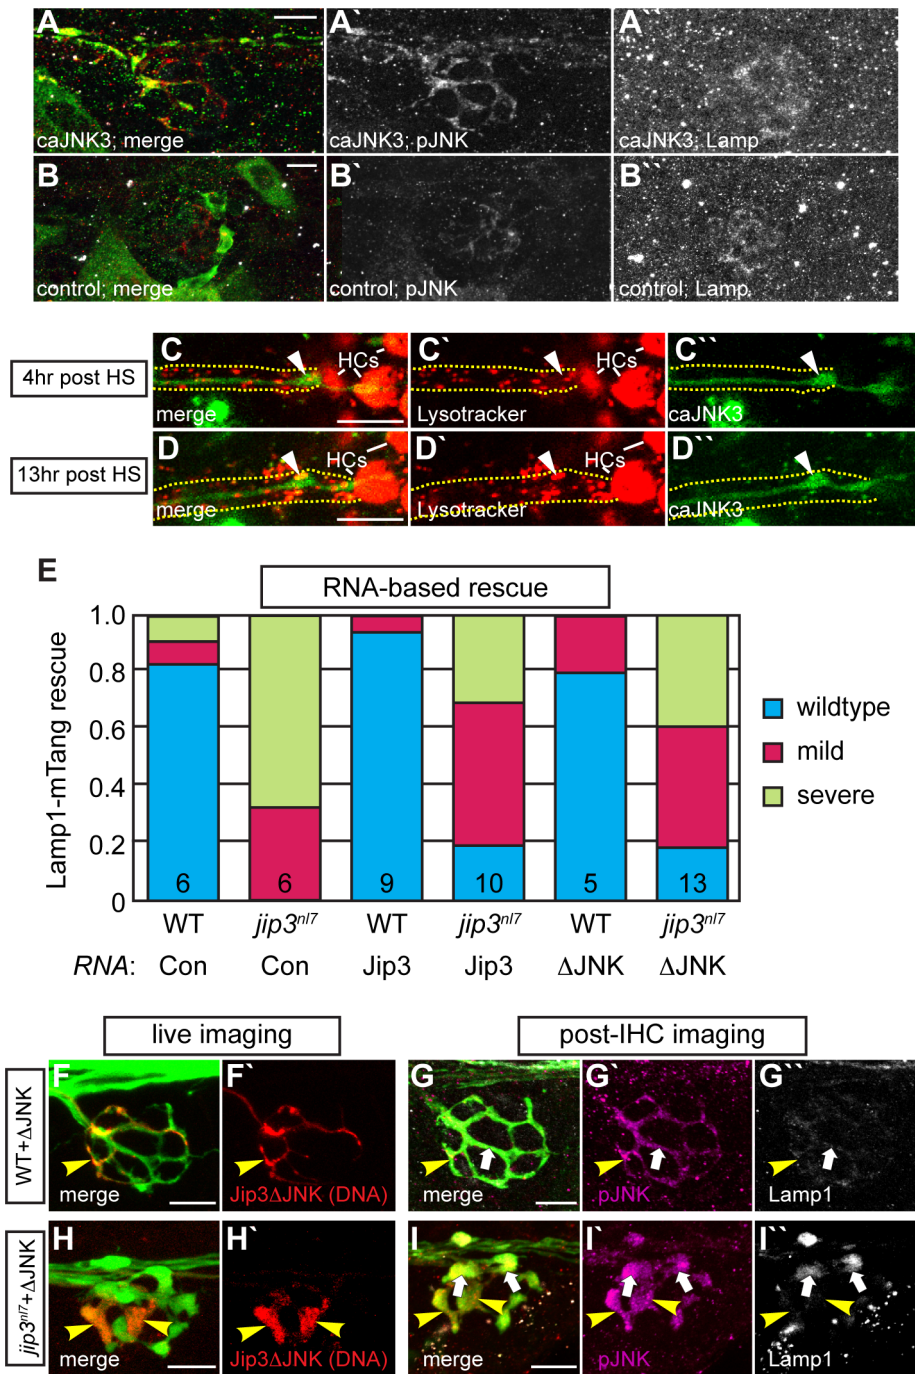 A A` A``
caJNK3; merge caJNK3; pJNK caJNK3; Lamp
B B` B``
control; merge control; pJNK control; Lamp
C HCs C` HCs C``
4hr post HS
merge Lysotracker caJNK3
D HCs D` HCs D``
13hr post HS
merge Lysotracker caJNK3
E
RNA-based rescue
Lamp1-mTang rescue
1.0
0.8
0.6
0.4
0.2
0
wildtype
mild
severe
6 6 9 10 5 13
WT jip3nl7 WT jip3nl7 WT jip3nl7
RNA: Con Con Jip3 Jip3 ΔJNK ΔJNK
live imaging post-IHC imaging
WT+ΔJNK
F F` G G` G``
merge Jip3ΔJNK (DNA) merge pJNK Lamp1
jip3nl7+ΔJNK
H H` I I` I``
merge Jip3ΔJNK (DNA) merge pJNK Lamp1